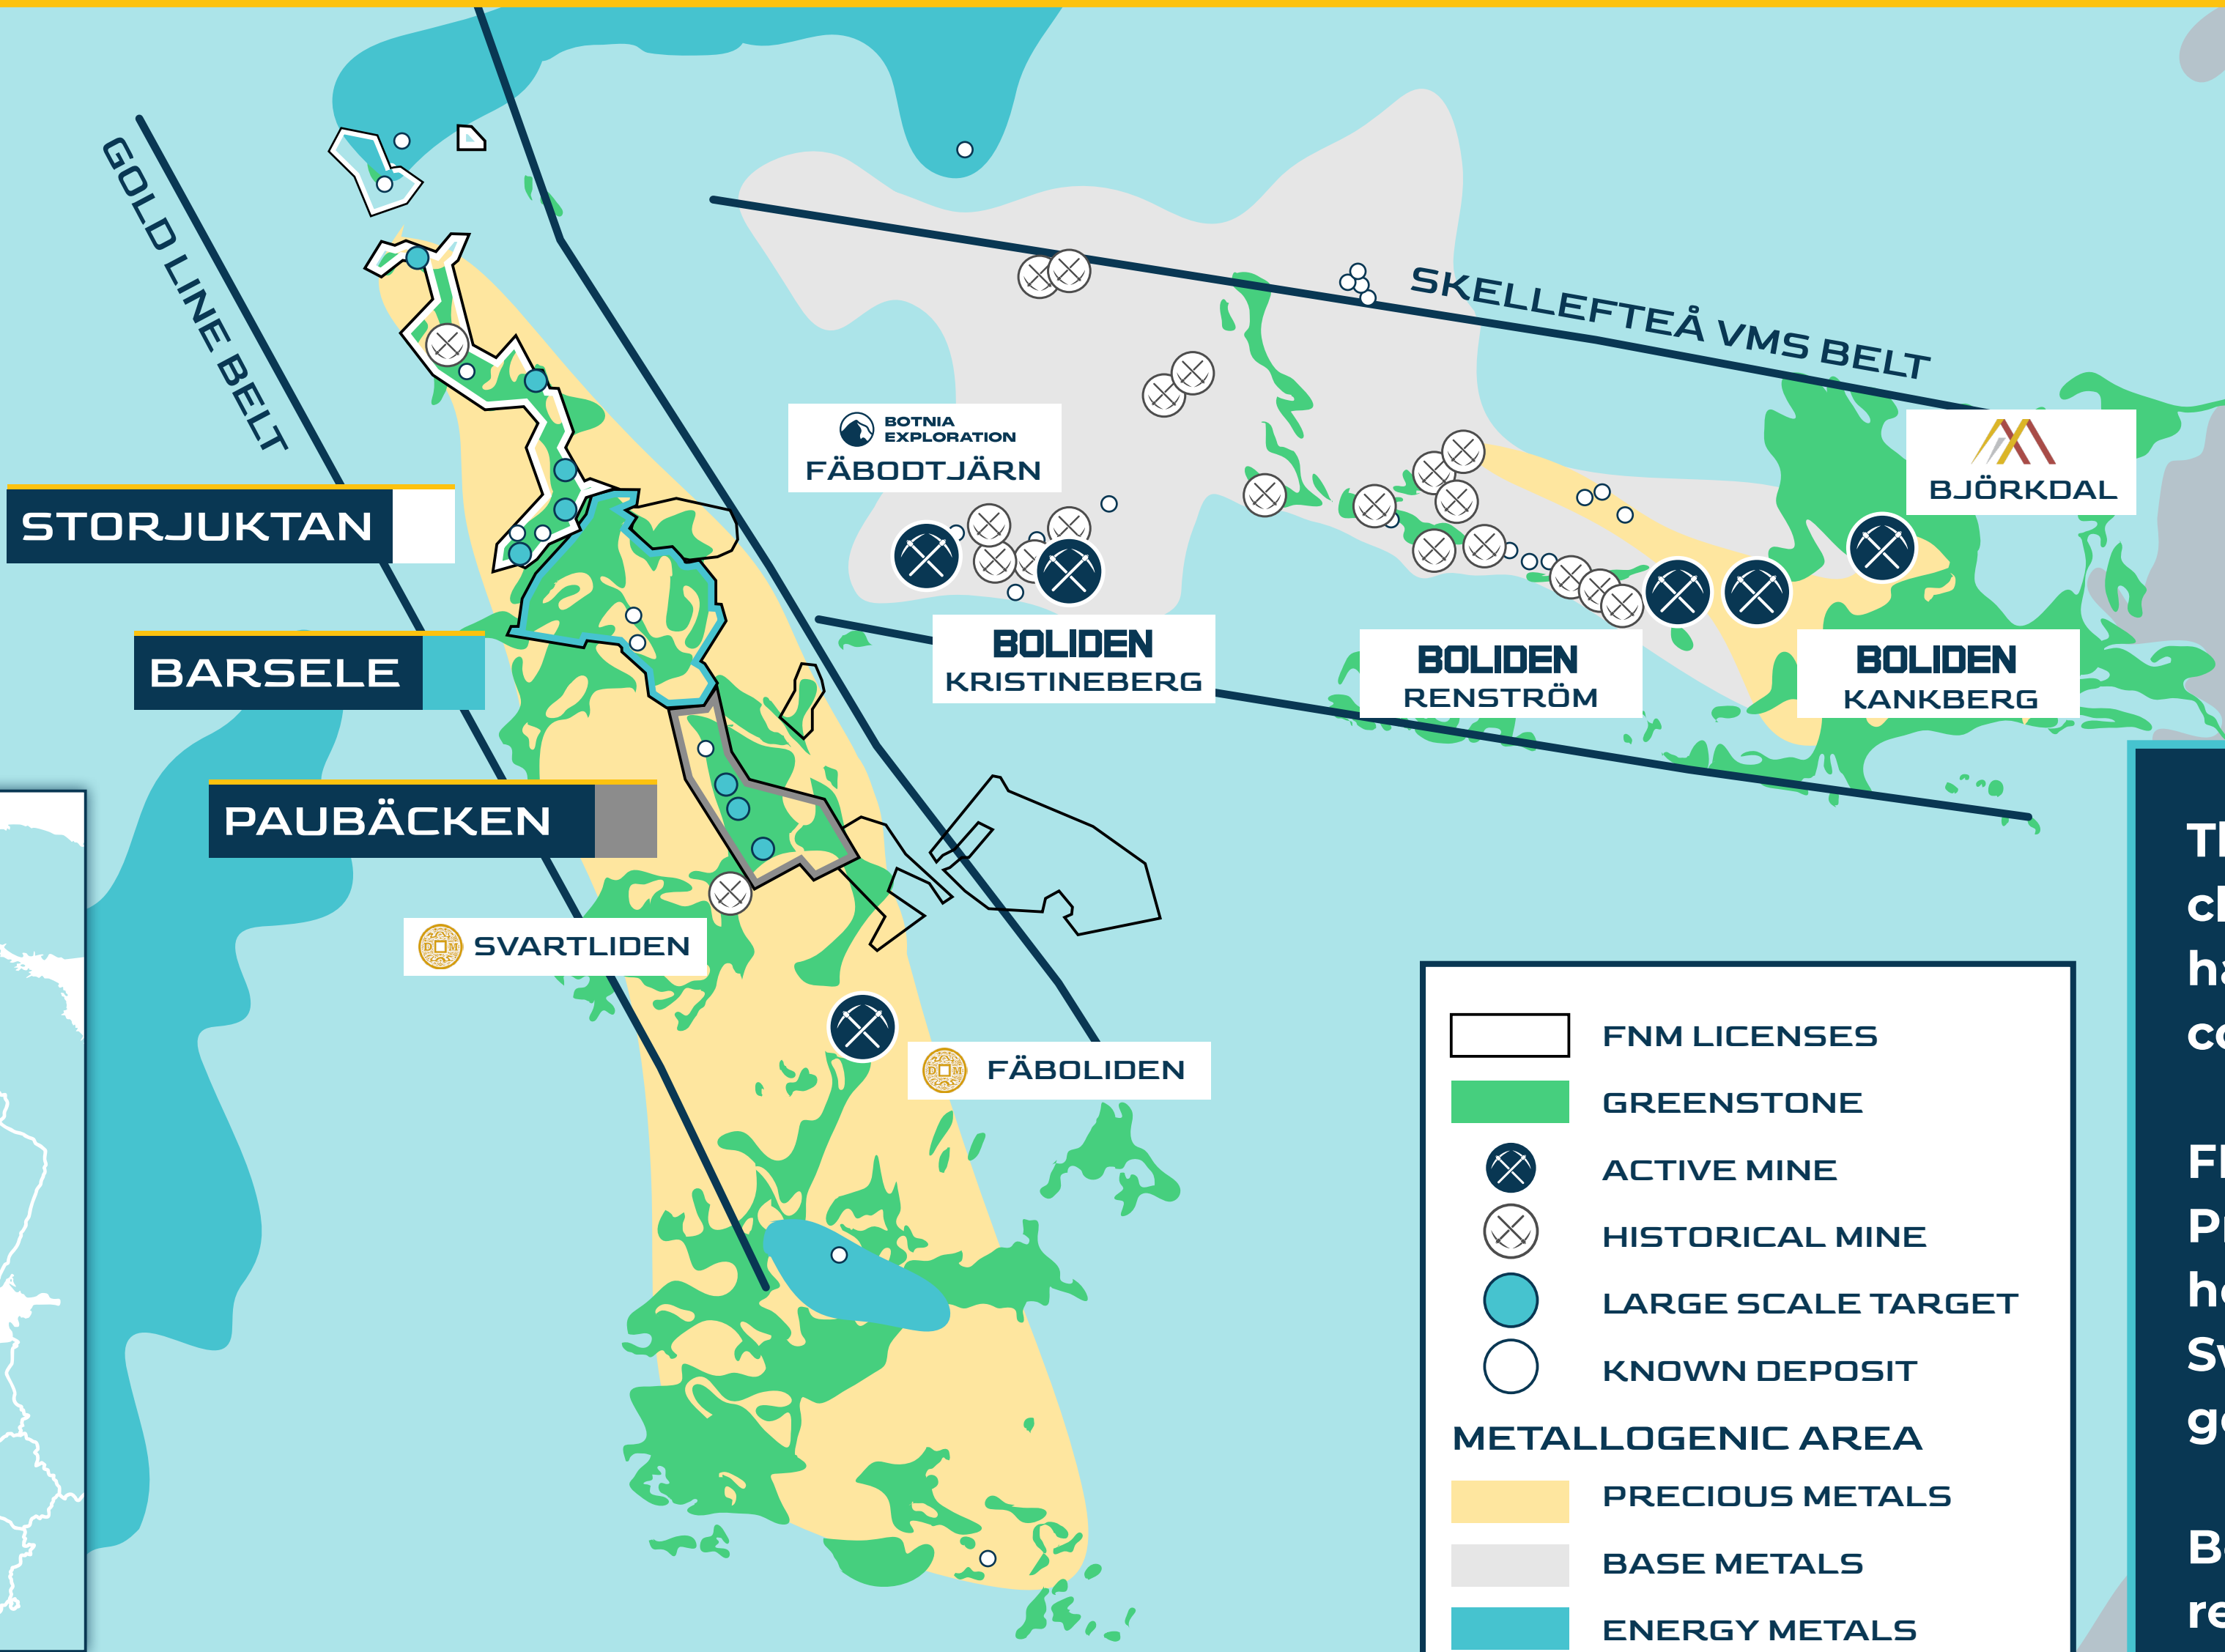 GOLD LINE BELT
SKELLEFTEÅ VMS BELT
BOTNIA
EXPLORATION
FÄBODTJÄRN
BJÖRKDAL
STORJUKTAN
BARSELE
BOLIDEN
KRISTINEBERG
BOLIDEN
RENSTRÖM
BOLIDEN
KANKBERG
PAUBÄCKEN
D M SVARTLIDEN
D M FÄBOLIDEN
FNM LICENSES
GREENSTONE
ACTIVE MINE
HISTORICAL MINE
LARGE SCALE TARGET
KNOWN DEPOSIT
METALLOGENIC AREA
PRECIOUS METALS
BASE METALS
ENERGY METALS